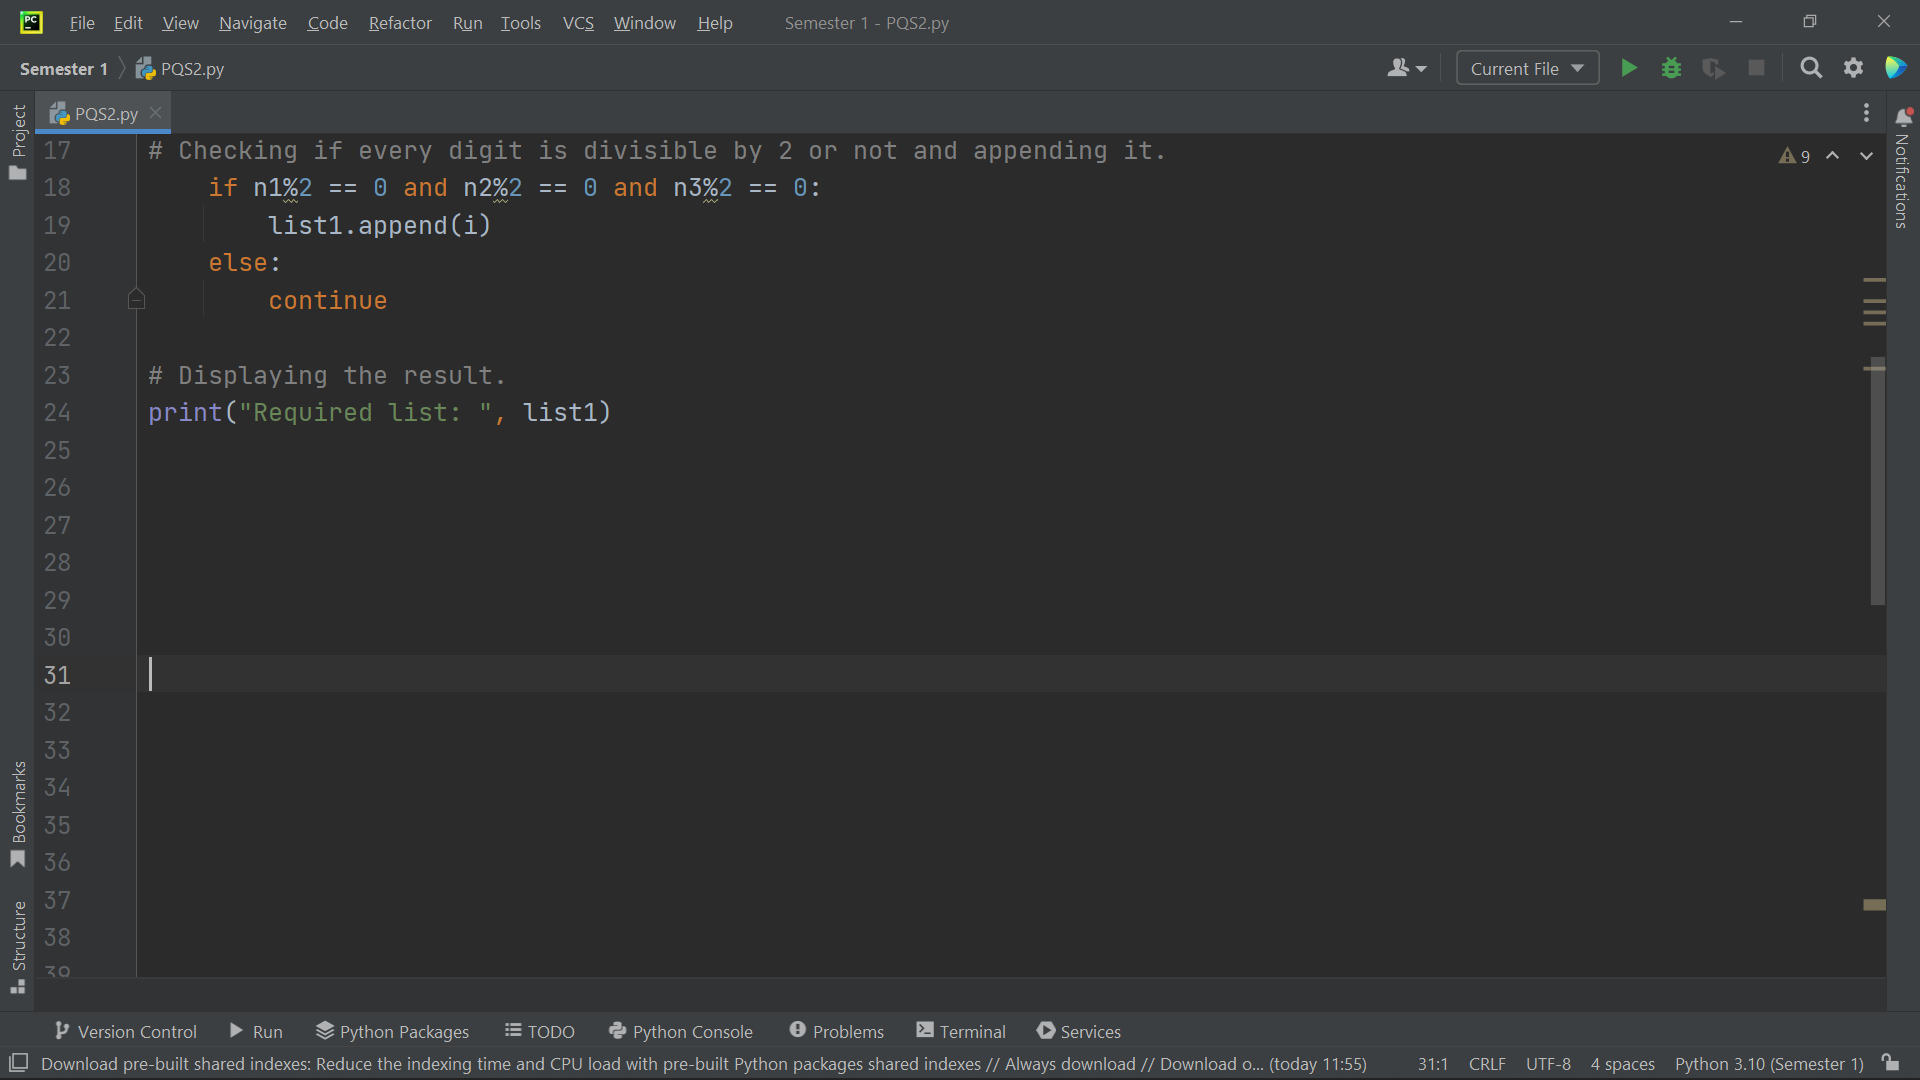 PC File Edit View Navigate Code Refactor Run Tools VCS Window Help Semester 1 - PQS2.py
Semester 1 PQS2.py Current File
PQS2.py
Project
Bookmarks
Structure
Notifications
9
17 # Checking if every digit is divisible by 2 or not and appending it.
18 if n1%2 == 0 and n2%2 == 0 and n3%2 == 0:
19 list1.append(i)
20 else:
21 continue
22
23 # Displaying the result.
24 print("Required list: ", list1)
25
26
27
28
29
30
31
32
33
34
35
36
37
38
39
Version Control Run Python Packages TODO Python Console Problems Terminal Services
Download pre-built shared indexes: Reduce the indexing time and CPU load with pre-built Python packages shared indexes // Always download // Download o... (today 11:55) 31:1 CRLF UTF-8 4 spaces Python 3.10 (Semester 1)